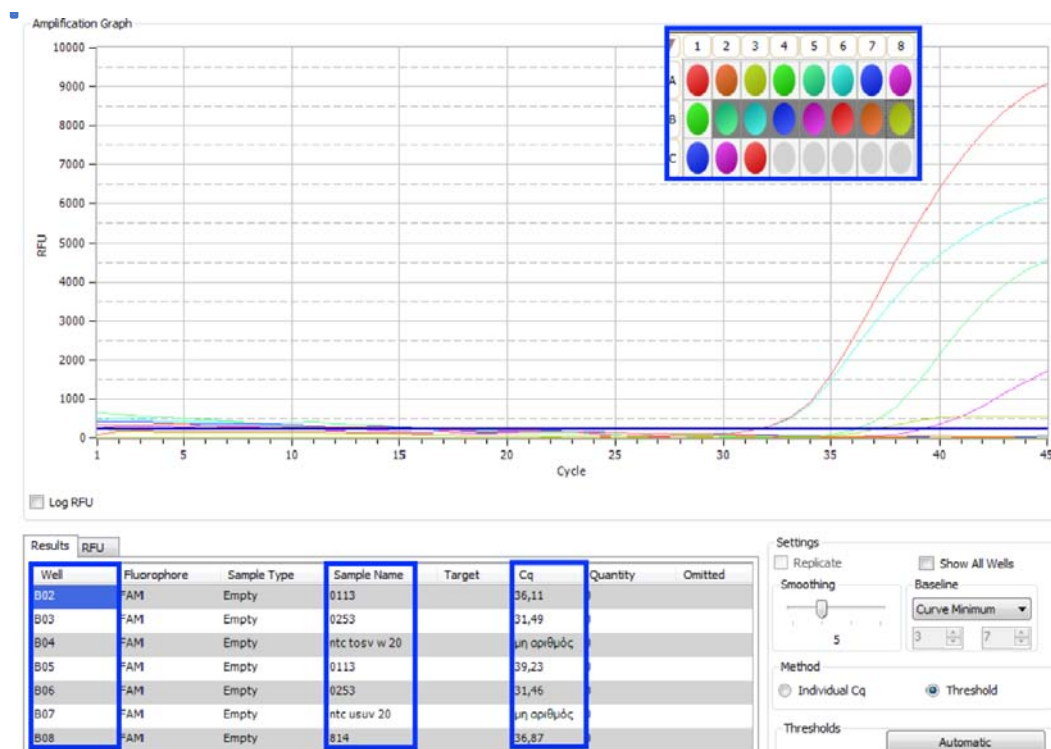 Amplification Graph
10000
9000
8000
7000
6000
5000
4000
3000
2000
1000
0
RFU
1 5 10 15 20 25 30 35 40 45
Cycle
1 2 3 4 5 6 7 8
A
B
C
Log RFU
Results RFU
Well Fluorophore Sample Type Sample Name Target Cq Quantity Omitted
B02 FAM Empty 0113 36,11
B03 FAM Empty 0253 31,49
B04 FAM Empty ntc tosv w 20 μη αριθμός
B05 FAM Empty 0113 39,23
B06 FAM Empty 0253 31,46
B07 FAM Empty ntc usuv 20 μη αριθμός
B08 FAM Empty 814 36,87
Settings
Replicate Show All Wells
Smoothing Baseline
Curve Minimum
5 3 7
Method
Individual Cq Threshold
Thresholds
Automatic